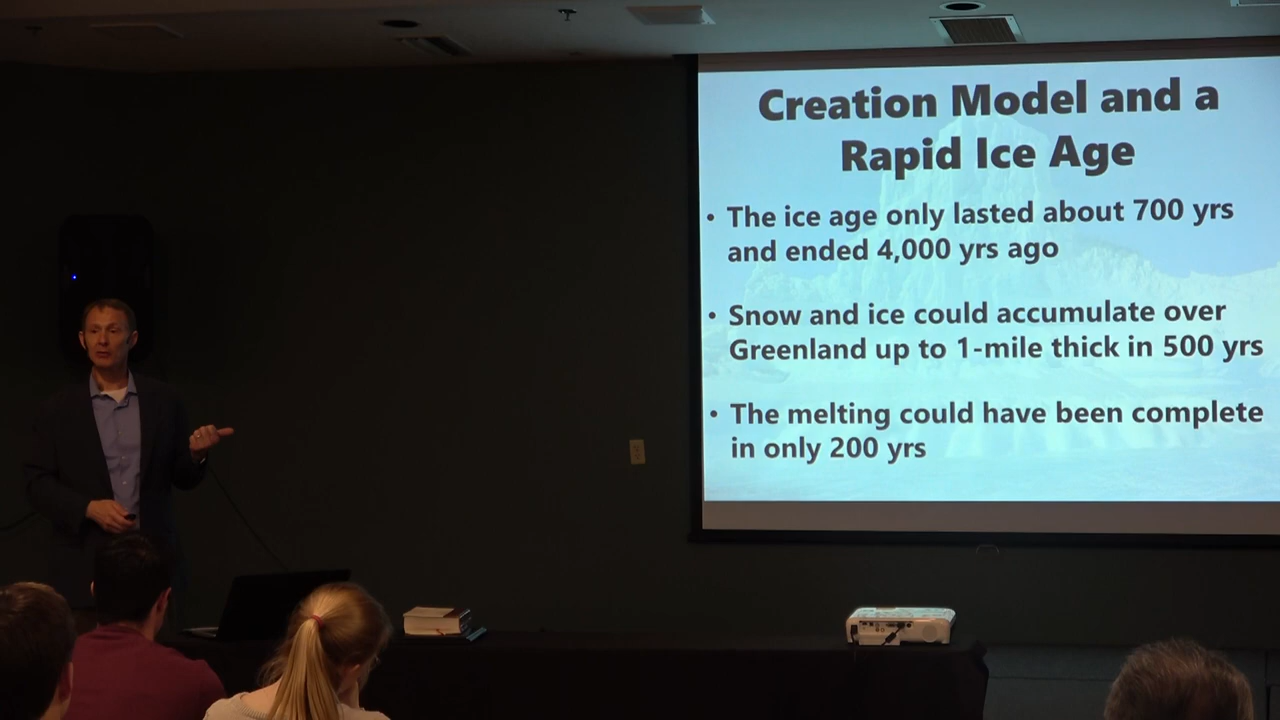 Creation Model and a
Rapid Ice Age
• The ice age only lasted about 700 yrs
and ended 4,000 yrs ago
• Snow and ice could accumulate over
Greenland up to 1-mile thick in 500 yrs
• The melting could have been complete
in only 200 yrs